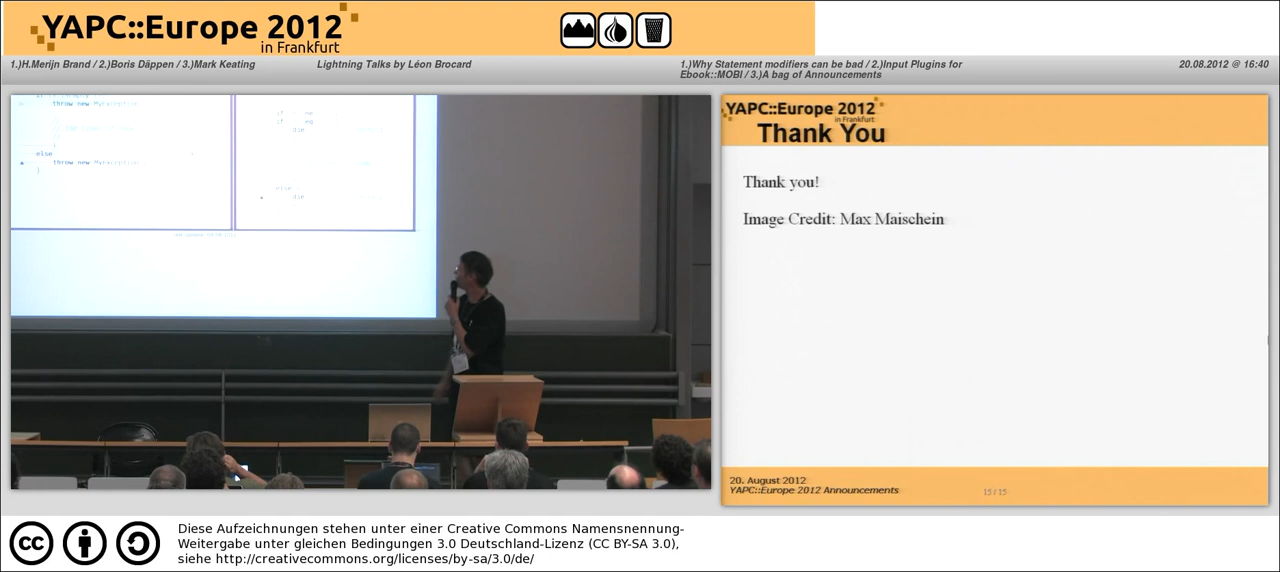 YAPC::Europe 2012
in Frankfurt
1.)H.Merijn Brand / 2.)Boris Däppen / 3.)Mark Keating
Lightning Talks by Léon Brocard
1.)Why Statement modifiers can be bad / 2.)Input Plugins for
Ebook::MOBI / 3.)A bag of Announcements
20.08.2012 @ 16:40
throw new MyException
else
throw new MyException
}
if
if
die
else
die
YAPC::Europe 2012
in Frankfurt
Thank You
Thank you!
Image Credit: Max Maischein
20. August 2012
YAPC::Europe 2012 Announcements
15 / 15
cc
Diese Aufzeichnungen stehen unter einer Creative Commons Namensnennung-
Weitergabe unter gleichen Bedingungen 3.0 Deutschland-Lizenz (CC BY-SA 3.0),
siehe http://creativecommons.org/licenses/by-sa/3.0/de/